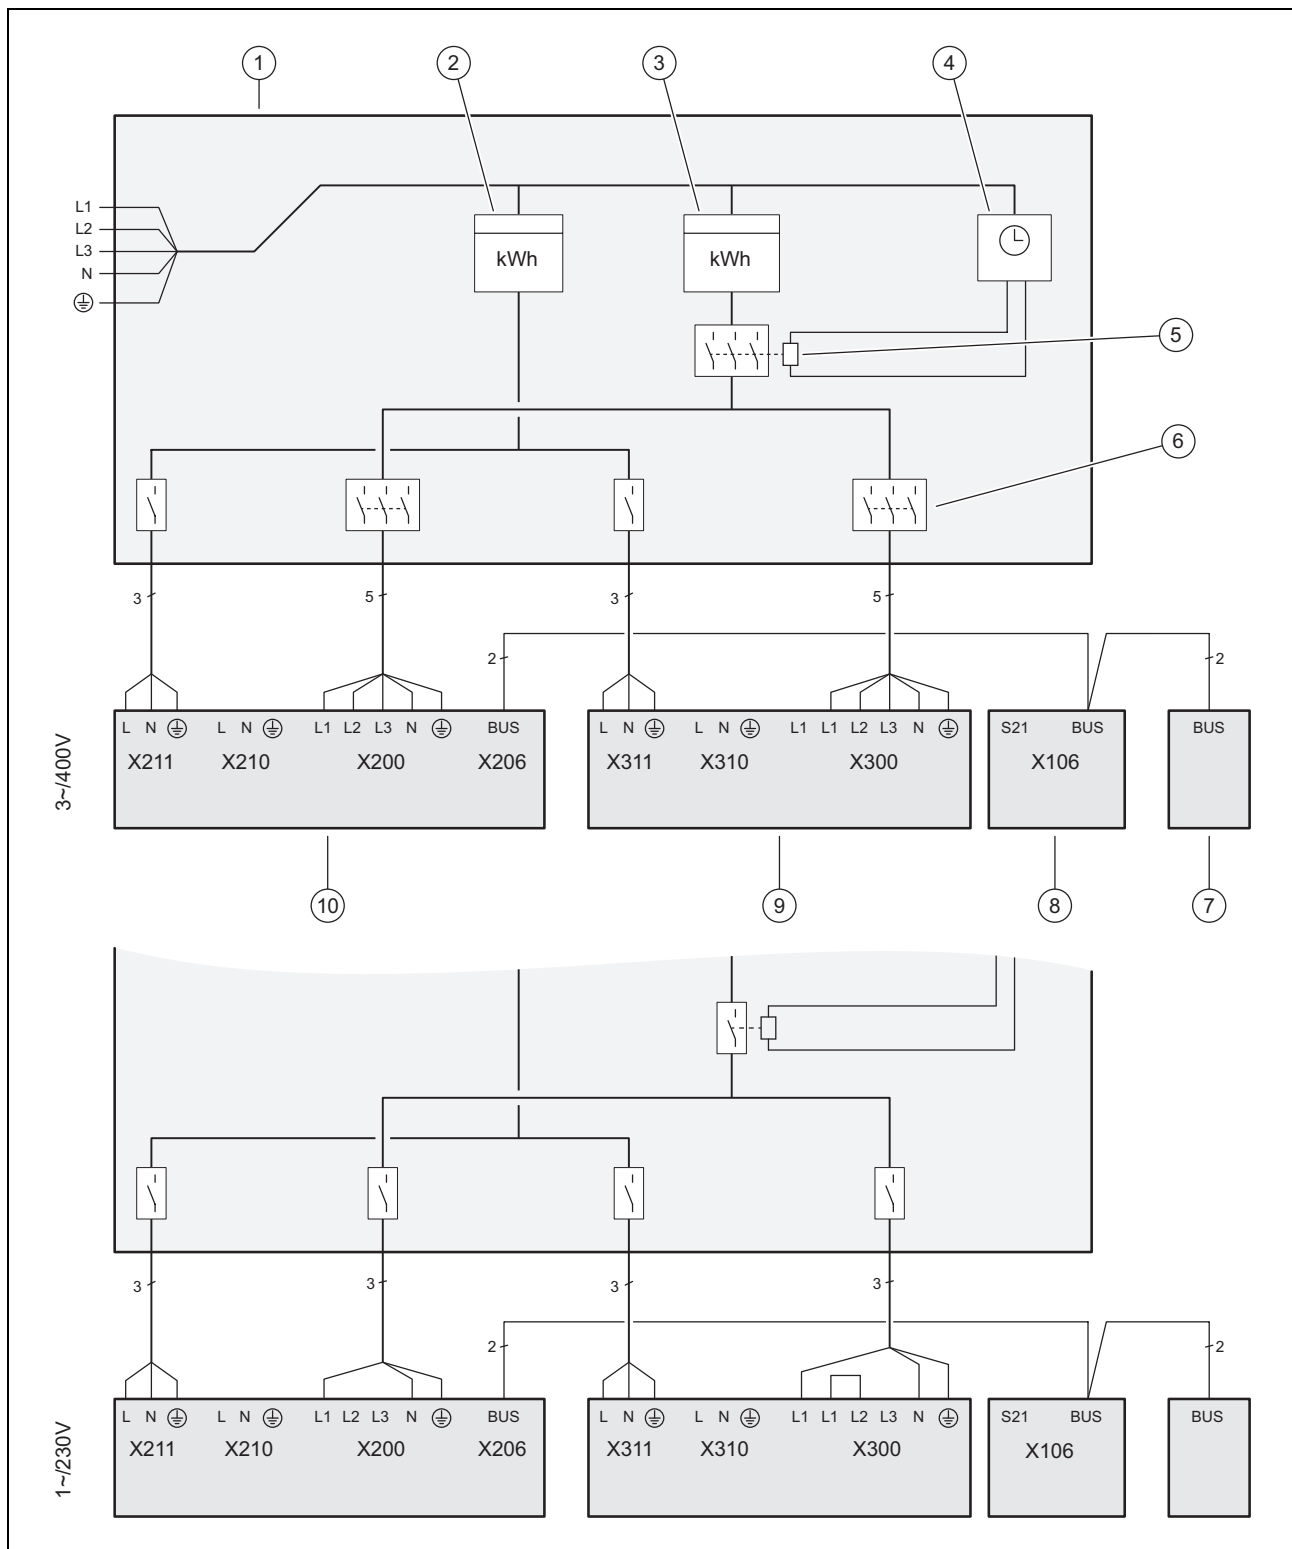 1 2 3 4
L1
L2
L3
N
kWh kWh
5
6
3 5 3 5
2 2
L N L N L1 L2 L3 N BUS L N L N L1 L1 L2 L3 N S21 BUS BUS
X211 X210 X200 X206 X311 X310 X300 X106
3~/400V
10 9 8 7
3 3 3 3
2 2
L N L N L1 L2 L3 N BUS L N L N L1 L1 L2 L3 N S21 BUS BUS
X211 X210 X200 X206 X311 X310 X300 X106
1~/230V